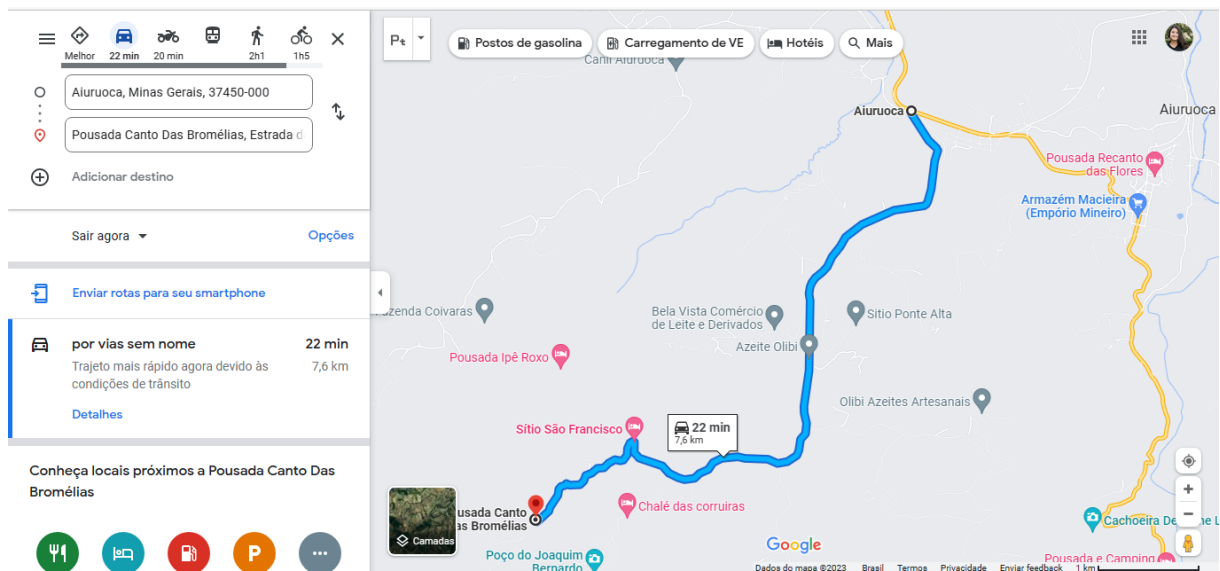 Melhor
22 min
20 min
2h1
1h5
Aiuruoca, Minas Gerais, 37450-000
Pousada Canto Das Bromélias, Estrada d
Adicionar destino
Sair agora
Opções
Enviar rotas para seu smartphone
por vias sem nome
22 min
Trajeto mais rápido agora devido às
condições de trânsito
7,6 km
Detalhes
Conheça locais próximos a Pousada Canto Das
Bromélias
P
Postos de gasolina
Carregamento de VE
Hotéis
Mais
Canil Aiuruoca
Aiuruoca
Aiuruoca
Pousada Recanto
das Flores
Armazém Macieira
(Empório Mineiro)
zenda Coivaras
Bela Vista Comércio
de Leite e Derivados
Sitio Ponte Alta
Azeite Olibi
Pousada Ipê Roxo
Olibi Azeites Artesanais
Sítio São Francisco
22 min
7,6 km
Chalé das corruiras
usada Canto
as Bromélias
Camadas
Poço do Joaquim
Bernardo
Google
Cachoeira De
ne L
Pousada e Camping
Dados do mapa ©2023
Brasil
Termos
Privacidade
Enviar feedback
1 km